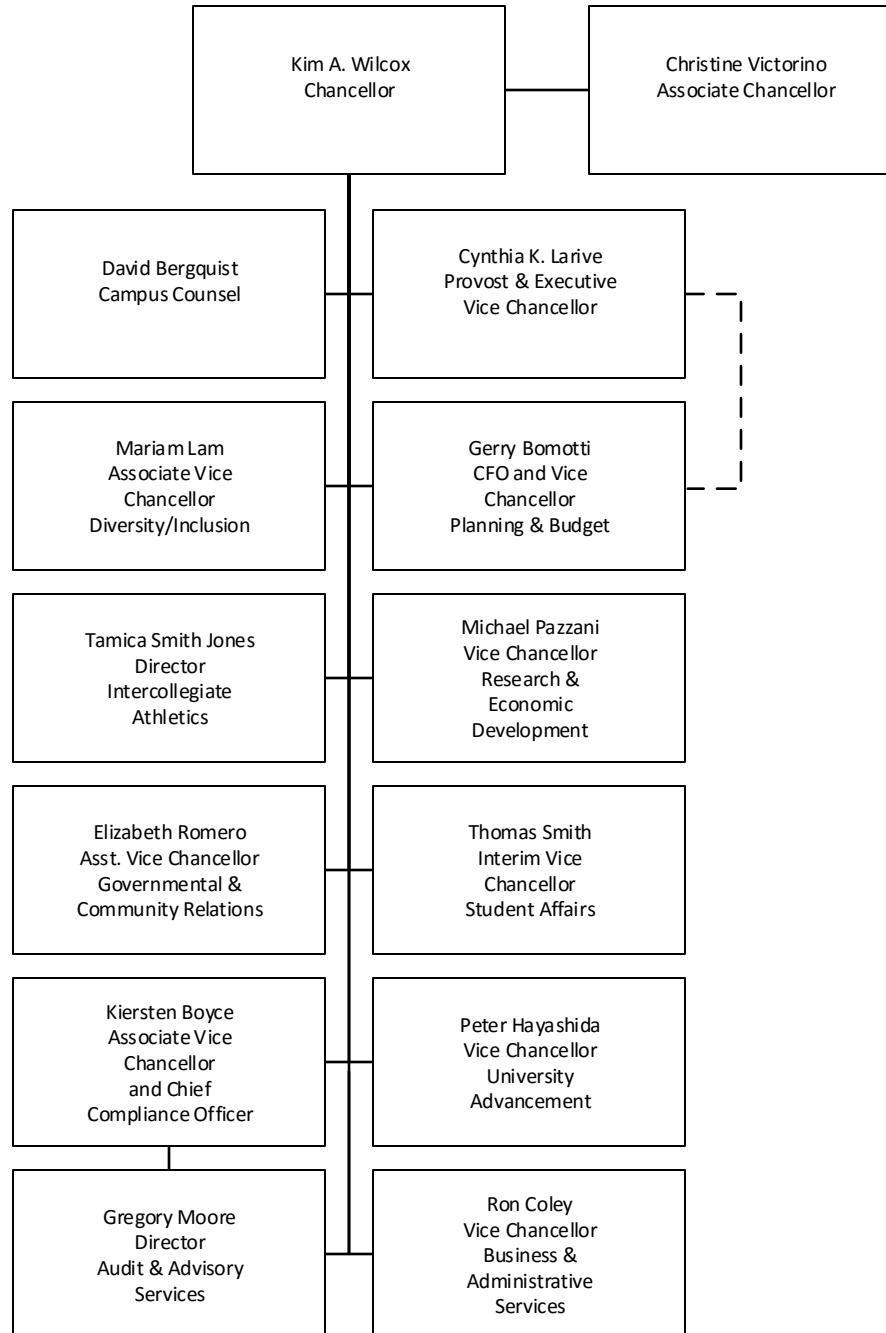 Kim A. Wilcox
Chancellor
Christine Victorino
Associate Chancellor
David Bergquist
Campus Counsel
Cynthia K. Larive
Provost & Executive
Vice Chancellor
Mariam Lam
Associate Vice
Chancellor
Diversity/Inclusion
Gerry Bomotti
CFO and Vice
Chancellor
Planning & Budget
Tamica Smith Jones
Director
Intercollegiate
Athletics
Michael Pazzani
Vice Chancellor
Research &
Economic
Development
Elizabeth Romero
Asst. Vice Chancellor
Governmental &
Community Relations
Thomas Smith
Interim Vice
Chancellor
Student Affairs
Kiersten Boyce
Associate Vice
Chancellor
and Chief
Compliance Officer
Peter Hayashida
Vice Chancellor
University
Advancement
Gregory Moore
Director
Audit & Advisory
Services
Ron Coley
Vice Chancellor
Business &
Administrative
Services